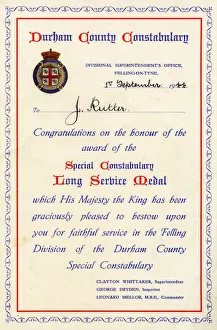 Durham County Constabulary
DIVISIONAL SUPERINTENDENT'S OFFICE,
FELLING-ON-TYNE,
1st September 1944
To J. Rutter.
Congratulations on the honour of the
award of the
Special Constabulary
Long Service Medal
which His Majesty the King has been
graciously pleased to bestow upon
you for faithful service in the Felling
Division of the Durham County
Special Constabulary
CLAYTON WHITTAKER, Superintendent
GEORGE DRYDEN, Inspector
LEONARD MELLOR, M.B.E., Commander